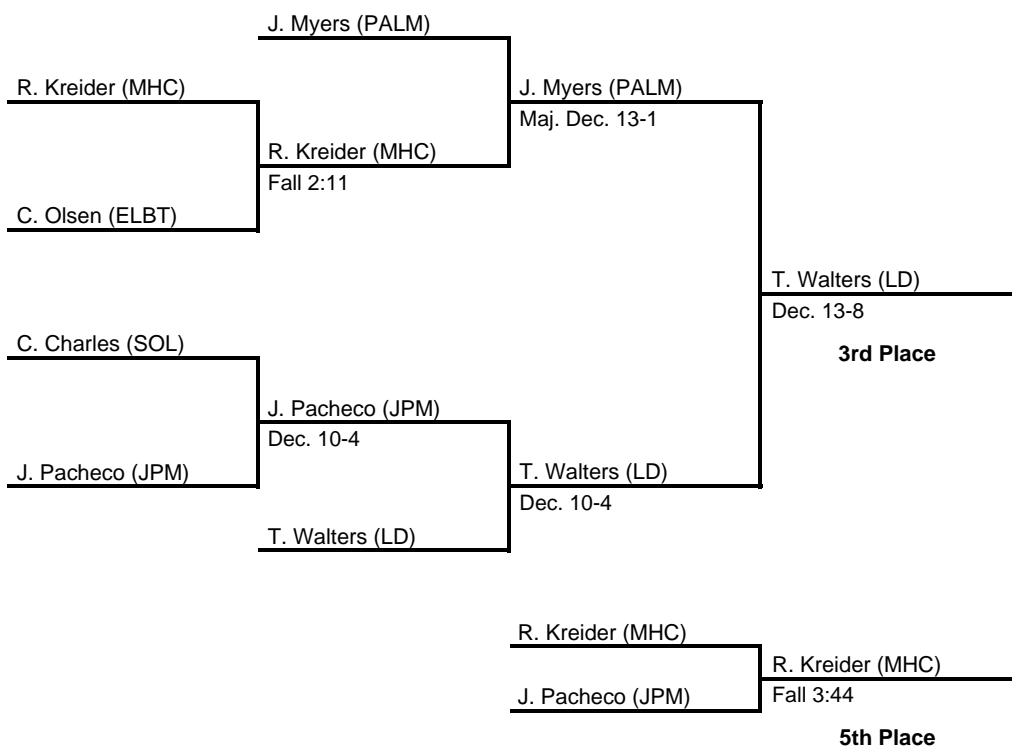 J. Myers (PALM)
R. Kreider (MHC)
J. Myers (PALM)
Maj. Dec. 13-1
R. Kreider (MHC)
Fall 2:11
C. Olsen (ELBT)
T. Walters (LD)
Dec. 13-8
3rd Place
C. Charles (SOL)
J. Pacheco (JPM)
Dec. 10-4
J. Pacheco (JPM)
T. Walters (LD)
Dec. 10-4
T. Walters (LD)
R. Kreider (MHC)
R. Kreider (MHC)
Fall 3:44
J. Pacheco (JPM)
5th Place